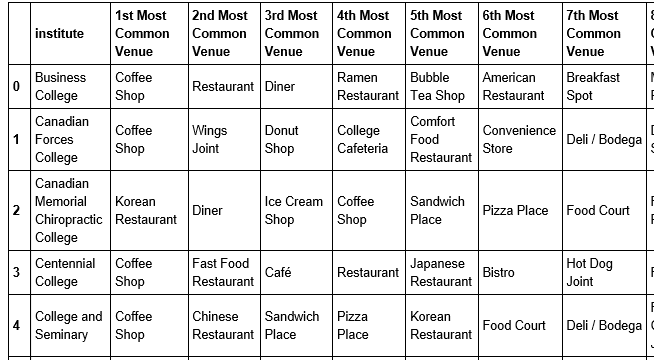 institute
1st Most
Common
Venue
2nd Most
Common
Venue
3rd Most
Common
Venue
4th Most
Common
Venue
5th Most
Common
Venue
6th Most
Common
Venue
7th Most
Common
Venue
0
Business
College
Coffee
Shop
Restaurant
Diner
Ramen
Restaurant
Bubble
Tea Shop
American
Restaurant
Breakfast
Spot
1
Canadian
Forces
College
Coffee
Shop
Wings
Joint
Donut
Shop
College
Cafeteria
Comfort
Food
Restaurant
Convenience
Store
Deli / Bodega
2
Canadian
Memorial
Chiropractic
College
Korean
Restaurant
Diner
Ice Cream
Shop
Coffee
Shop
Sandwich
Place
Pizza Place
Food Court
3
Centennial
College
Coffee
Shop
Fast Food
Restaurant
Café
Restaurant
Japanese
Restaurant
Bistro
Hot Dog
Joint
4
College and
Seminary
Coffee
Shop
Chinese
Restaurant
Sandwich
Place
Pizza
Place
Korean
Restaurant
Food Court
Deli / Bodega